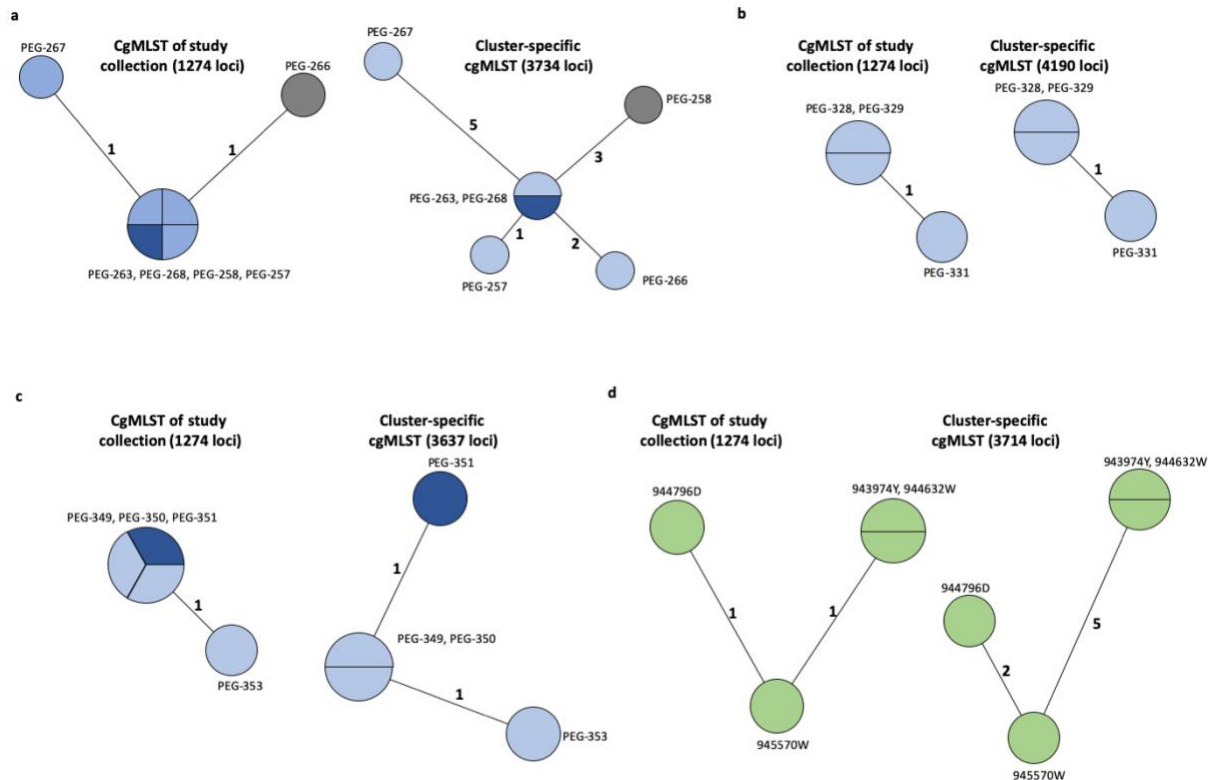 a
PEG-267
CgMLST of study
collection (1274 loci)
PEG-266
1
1
PEG-263, PEG-268, PEG-258, PEG-257
PEG-267
Cluster-specific
cgMLST (3734 loci)
PEG-258
5
3
PEG-263, PEG-268
1
2
PEG-257
PEG-266
b
CgMLST of study
collection (1274 loci)
PEG-328, PEG-329
1
PEG-331
Cluster-specific
cgMLST (4190 loci)
PEG-328, PEG-329
1
PEG-331
c
CgMLST of study
collection (1274 loci)
PEG-349, PEG-350, PEG-351
1
PEG-353
Cluster-specific
cgMLST (3637 loci)
PEG-351
1
PEG-349, PEG-350
1
PEG-353
d
CgMLST of study
collection (1274 loci)
944796D
943974Y, 944632W
1
1
945570W
Cluster-specific
cgMLST (3714 loci)
943974Y, 944632W
944796D
5
2
945570W